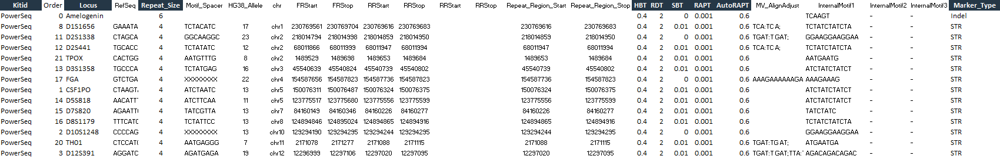 Kitid Order Locus RefSeq Repeat_Size Motif_Spacer HG38_Allele chr FRStart FRStop RRStart RRStop RRStart RRStop Repeat_Region_Start Repeat_Region_Stop HBT RDT SBT RAPT AutoRAPT MV_AlignAdjust InternalMotif1 InternalMotif2 InternalMotif3 Marker_Type
PowerSeq 0 Amelogenin 6 0.4 2 0 0.001 0.6 TCAAGT - - Indel
PowerSeq 8 D1S1656 GAAATA 4 TCTACATC 17 chr1 230769561 230769704 230769616 230769683 230769616 230769683 0.4 2 0.01 0.001 0.6 TCA:TC A; TCTATCTATCTA - - STR
PowerSeq 11 D2S1338 CTAGCA 4 GGCAAGGC 23 chr2 218014794 218014998 218014859 218014950 218014859 218014950 0.4 2 0 0.001 0.6 TGAT:T GAT; GGAAGGAAGGAA - - STR
PowerSeq 12 D2S441 TGCACC 4 TCTATATC 12 chr2 68011866 68011999 68011947 68011994 68011947 68011994 0.4 2 0.01 0.001 0.6 TCA:TC A; TCTATCTATCTA - - STR
PowerSeq 21 TPOX CACTGG 4 AATGTTTG 8 chr2 1489529 1489698 1489653 1489684 1489653 1489684 0.4 2 0.01 0.001 0.6 AATGAATG - - STR
PowerSeq 13 D3S1358 TGCCCA 4 TCTATGAG 16 chr3 45540639 45540824 45540739 45540802 45540739 45540802 0.4 2 0.01 0.001 0.6 ATCTATCTATCT - - STR
PowerSeq 17 FGA GTCTGA 4 XXXXXXXX 22 chr4 154587656 154587823 154587736 154587823 154587736 154587823 0.4 2 0 0.001 0.6 AAAGAAAAAAGA AAAGAAAG - - STR
PowerSeq 1 CSF1PO CTAAGT 4 ATCTAATC 13 chr5 150076311 150076487 150076324 150076375 150076324 150076375 0.4 2 0.01 0.001 0.6 ATCTATCTATCT - - STR
PowerSeq 14 D5S818 AACATT 4 ATCTTCAA 11 chr5 123775517 123775680 123775556 123775599 123775556 123775599 0.4 2 0.01 0.001 0.6 ATCTATCTATCT - - STR
PowerSeq 15 D7S820 AGAATT 4 TATCGTTA 13 chr7 84160149 84160346 84160226 84160277 84160226 84160277 0.4 2 0.01 0.001 0.6 TATCTATC - - STR
PowerSeq 16 D8S1179 TTTCAT 4 TCTATTCC 13 chr8 124894846 124894935 124894865 124894916 124894865 124894916 0.4 2 0.01 0.001 0.6 TCTATCTATCTA - - STR
PowerSeq 2 D10S1248 CCCCAG 4 XXXXXXXX 13 chr10 129294190 129294295 129294244 129294295 129294244 129294295 0.4 2 0 0.001 0.6 GGAAGGAAGGAA - - STR
PowerSeq 20 TH01 CTCCAT 4 AATGAGGG 7 chr11 2171078 2171277 2171088 2171115 2171088 2171115 0.4 2 0.01 0.001 0.6 TGAT:TG AT; ATGAATGA - - STR
PowerSeq 3 D12S391 AGGATC 4 AGATGAGA 19 chr12 12296999 12297106 12297020 12297095 12297020 12297095 0.4 2 0.01 0.001 0.6 TGAT:T GAT;TTA: AGACAGACAGAC - - STR